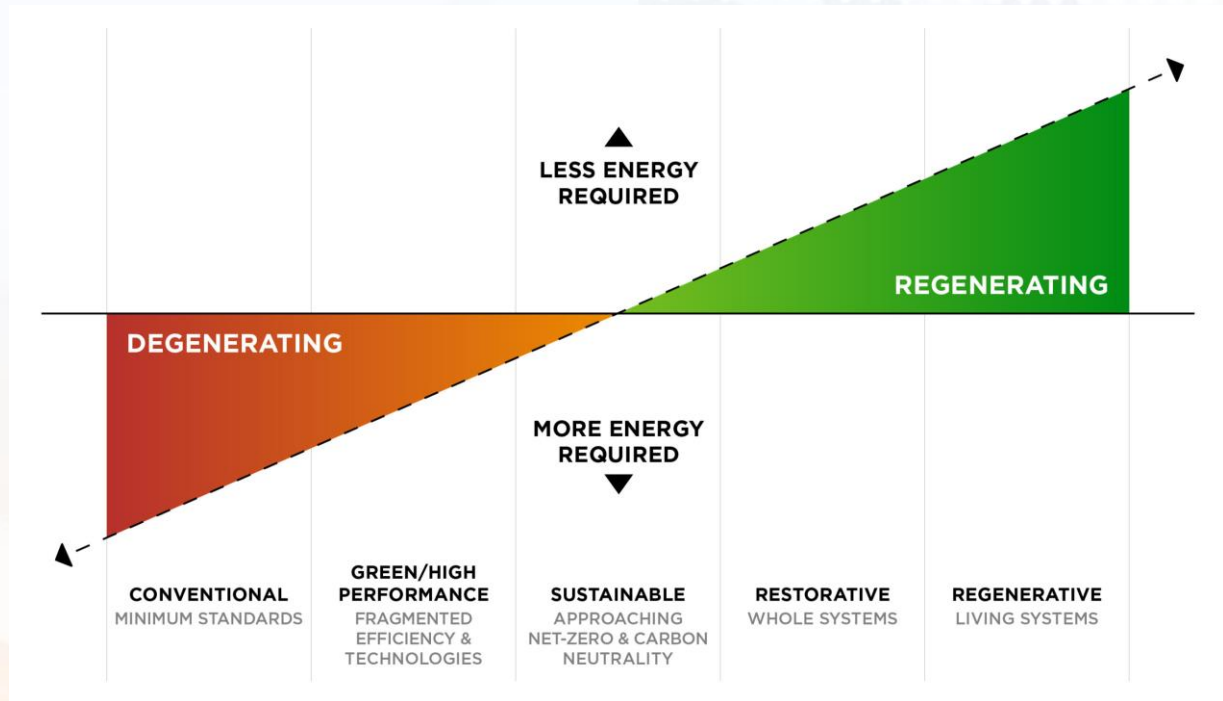 LESS ENERGY
REQUIRED
REGENERATING
DEGENERATING
MORE ENERGY
REQUIRED
CONVENTIONAL
MINIMUM STANDARDS
GREEN/HIGH
PERFORMANCE
FRAGMENTED
EFFICIENCY &
TECHNOLOGIES
SUSTAINABLE
APPROACHING
NET-ZERO & CARBON
NEUTRALITY
RESTORATIVE
WHOLE SYSTEMS
REGENERATIVE
LIVING SYSTEMS